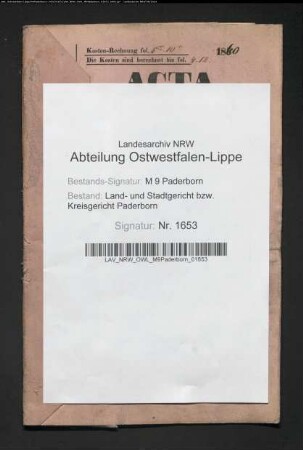 Kosten-Rechnung fol.
1860
Die Kosten sind berechnet bis fol.
ACTA
Landesarchiv NRW
Abteilung Ostwestfalen-Lippe
Bestands-Signatur: M 9 Paderborn
Bestand: Land- und Stadtgericht bzw.
Kreisgericht Paderborn
Signatur: Nr. 1653
LAV_NRW_OWL_M9Paderborn_01653